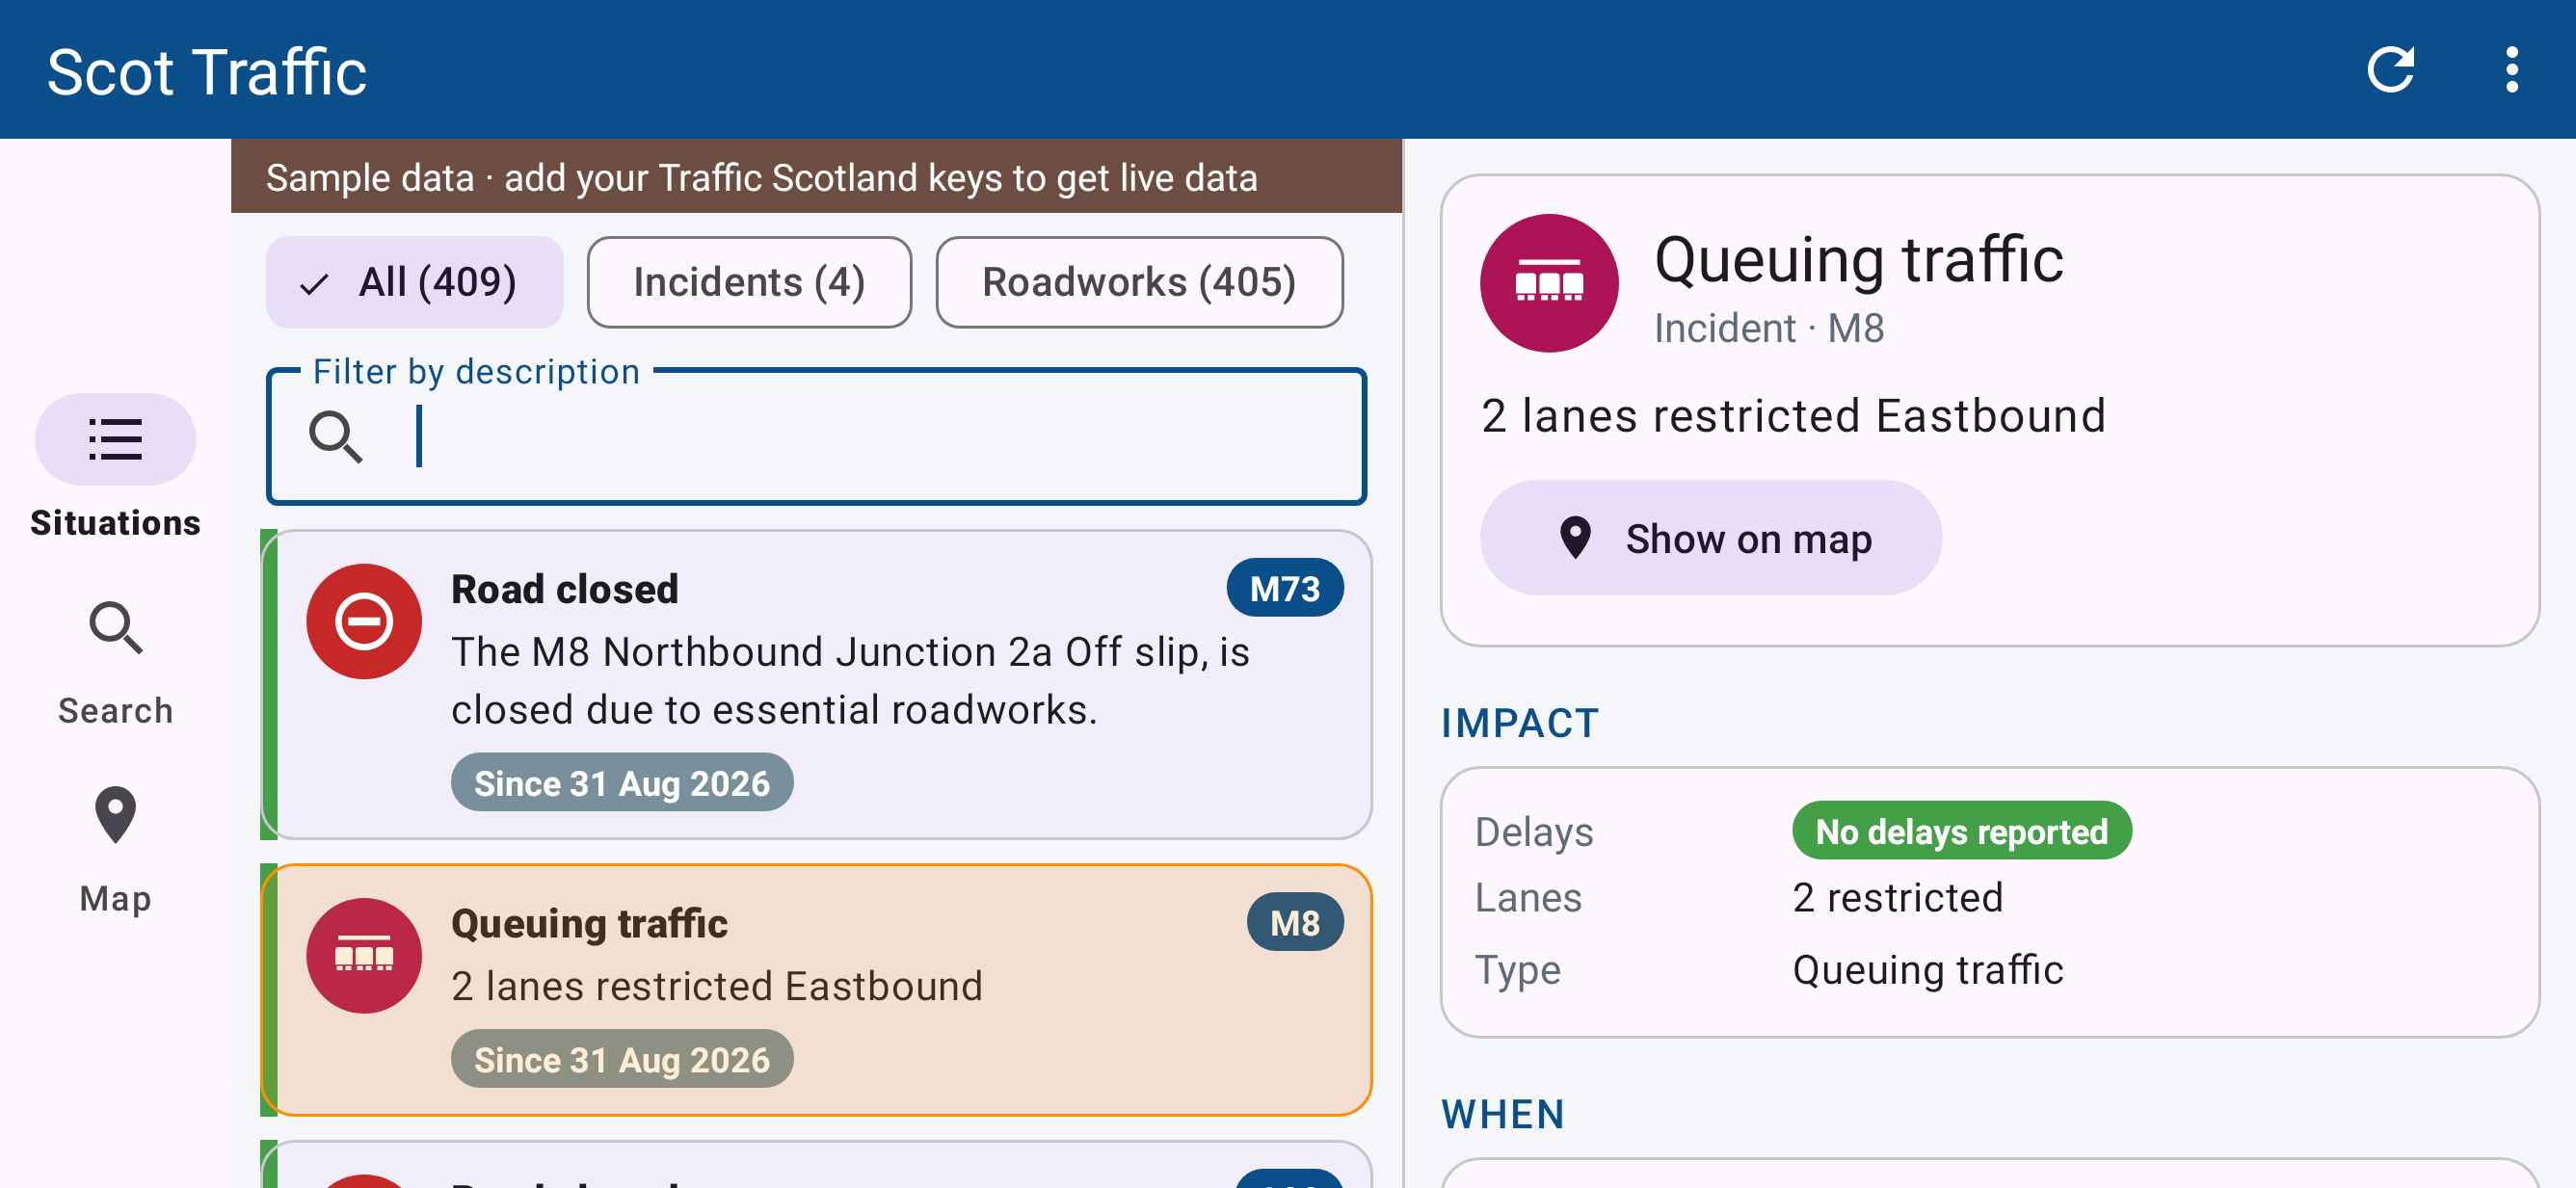 Scot Traffic
Sample data · add your Traffic Scotland keys to get live data
All (409)
Incidents (4)
Roadworks (405)
Filter by description
Situations
Search
Map
Road closed
M73
The M8 Northbound Junction 2a Off slip, is
closed due to essential roadworks.
Since 31 Aug 2026
Queuing traffic
M8
2 lanes restricted Eastbound
Since 31 Aug 2026
Queuing traffic
Incident · M8
2 lanes restricted Eastbound
Show on map
IMPACT
Delays
No delays reported
Lanes
2 restricted
Type
Queuing traffic
WHEN